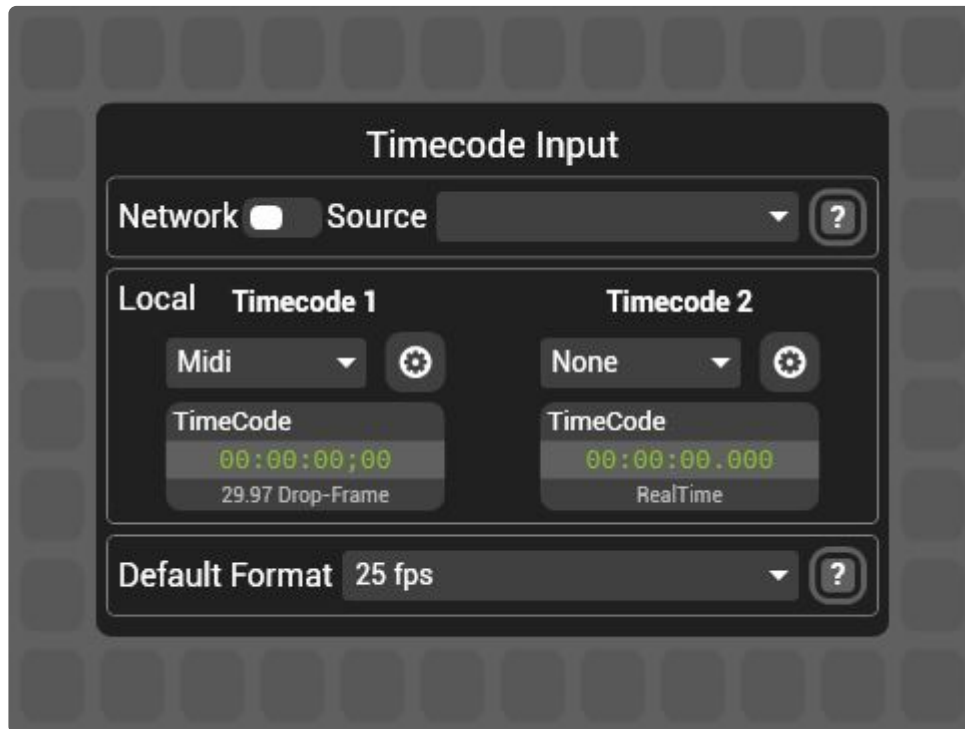 Timecode Input
Network Source ?
Local Timecode 1 Timecode 2
Midi None
TimeCode TimeCode
00:00:00;00 00:00:00.000
29.97 Drop-Frame RealTime
Default Format 25 fps ?